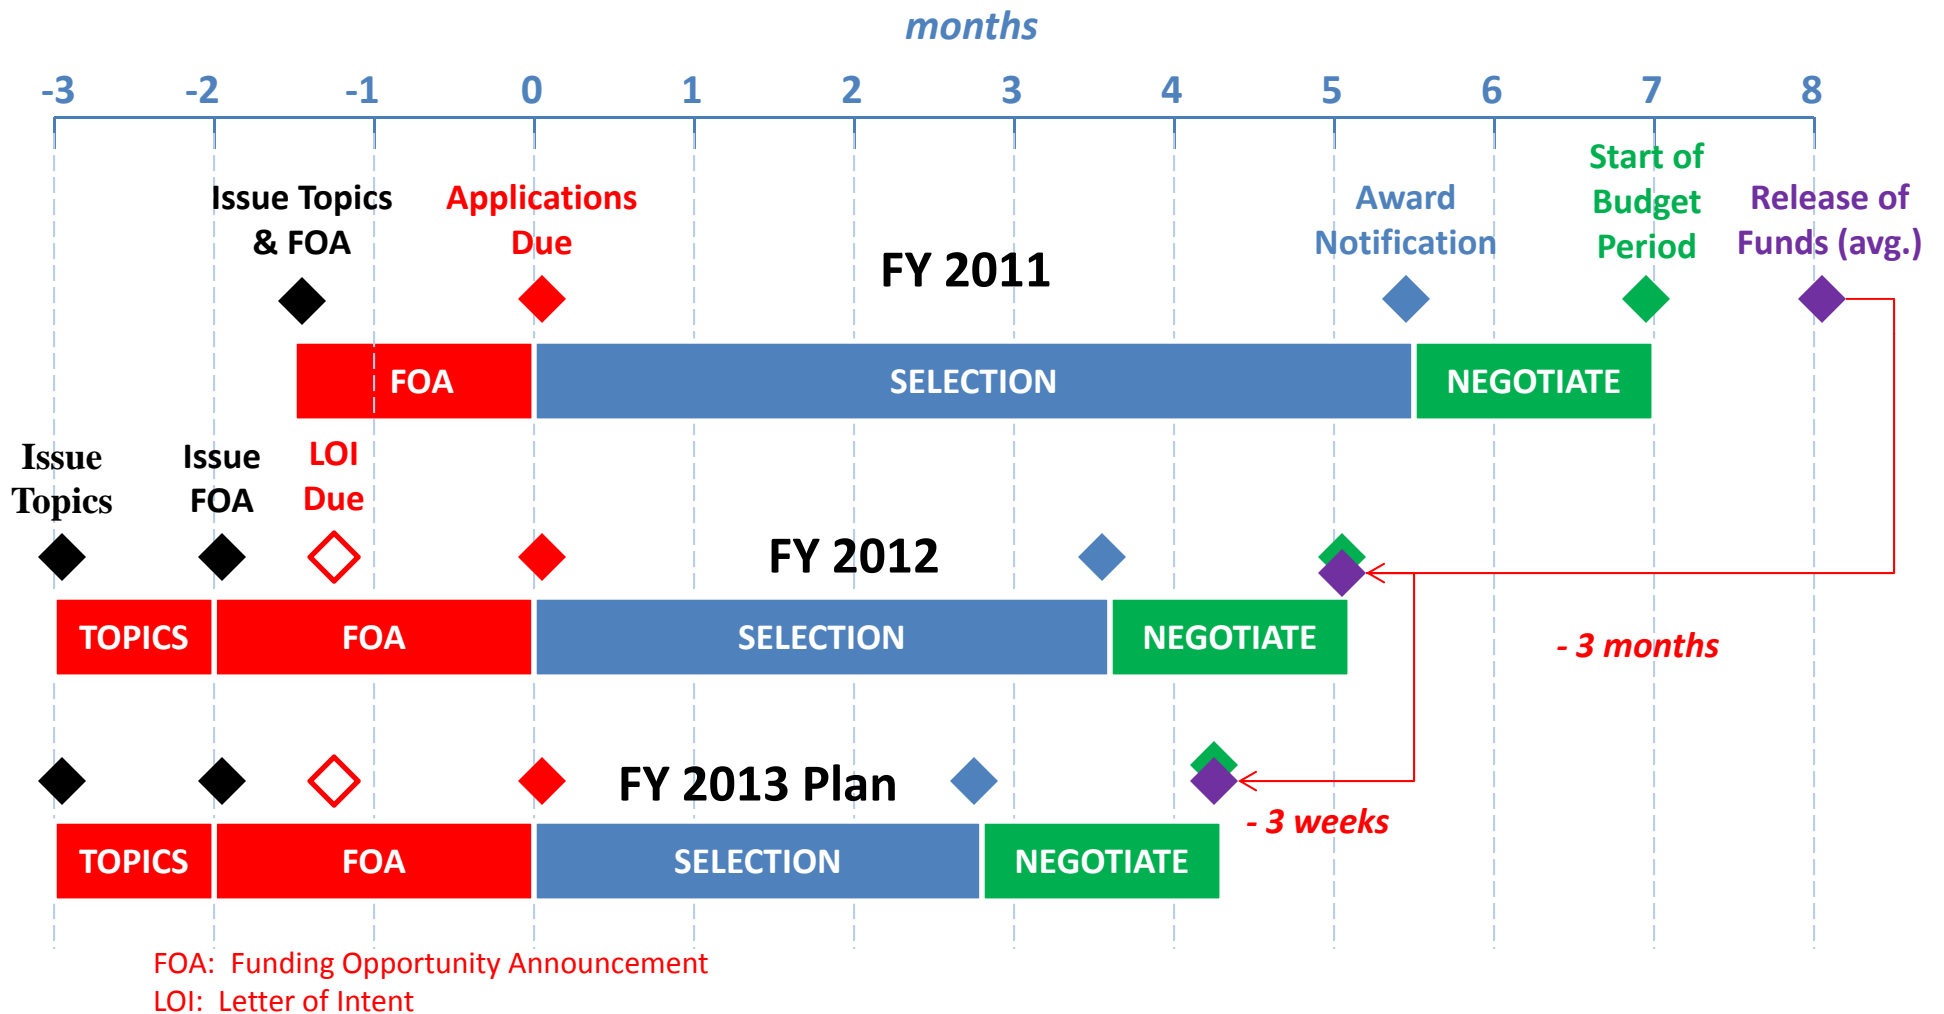 months
-3 -2 -1 0 1 2 3 4 5 6 7 8
Issue Topics
& FOA
Applications
Due
FY 2011
Award
Notification
Start of
Budget
Period
Release of
Funds (avg.)
FOA SELECTION NEGOTIATE
Issue
Topics
Issue
FOA
LOI
Due
FY 2012
TOPICS FOA SELECTION NEGOTIATE
- 3 months
FY 2013 Plan
- 3 weeks
TOPICS FOA SELECTION NEGOTIATE
FOA: Funding Opportunity Announcement
LOI: Letter of Intent